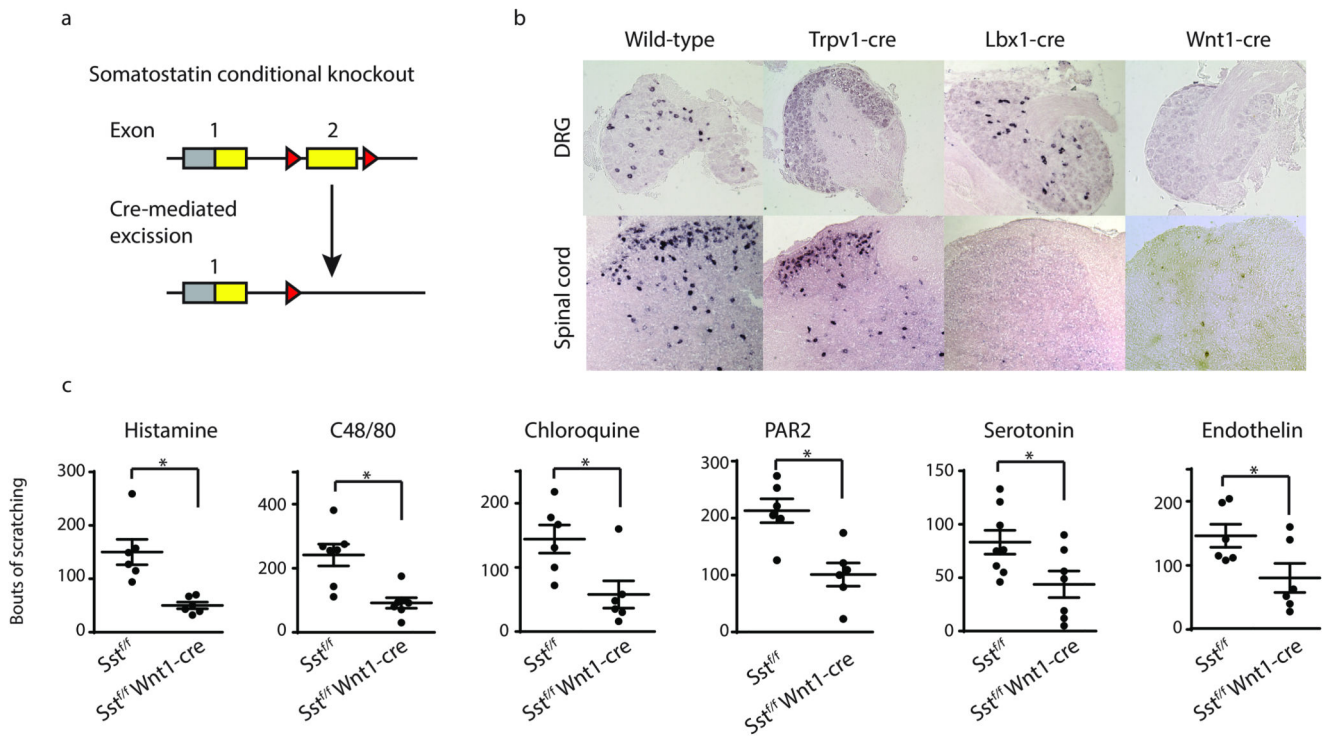 a
Somatostatin conditional knockout
Exon 1 2
Cre-mediated
excission
1
b
Wild-type Trpv1-cre Lbx1-cre Wnt1-cre
DRG
Spinal cord
c
Bouts of scratching
Histamine
300
200
100
0
*
Sst^f/f
Sst^f/f Wnt1-cre
C48/80
400
200
0
*
Sst^f/f
Sst^f/f Wnt1-cre
Chloroquine
200
100
0
*
Sst^f/f
Sst^f/f Wnt1-cre
PAR2
300
200
100
0
*
Sst^f/f
Sst^f/f Wnt1-cre
Serotonin
150
100
50
0
*
Sst^f/f
Sst^f/f Wnt1-cre
Endothelin
200
100
0
*
Sst^f/f
Sst^f/f Wnt1-cre